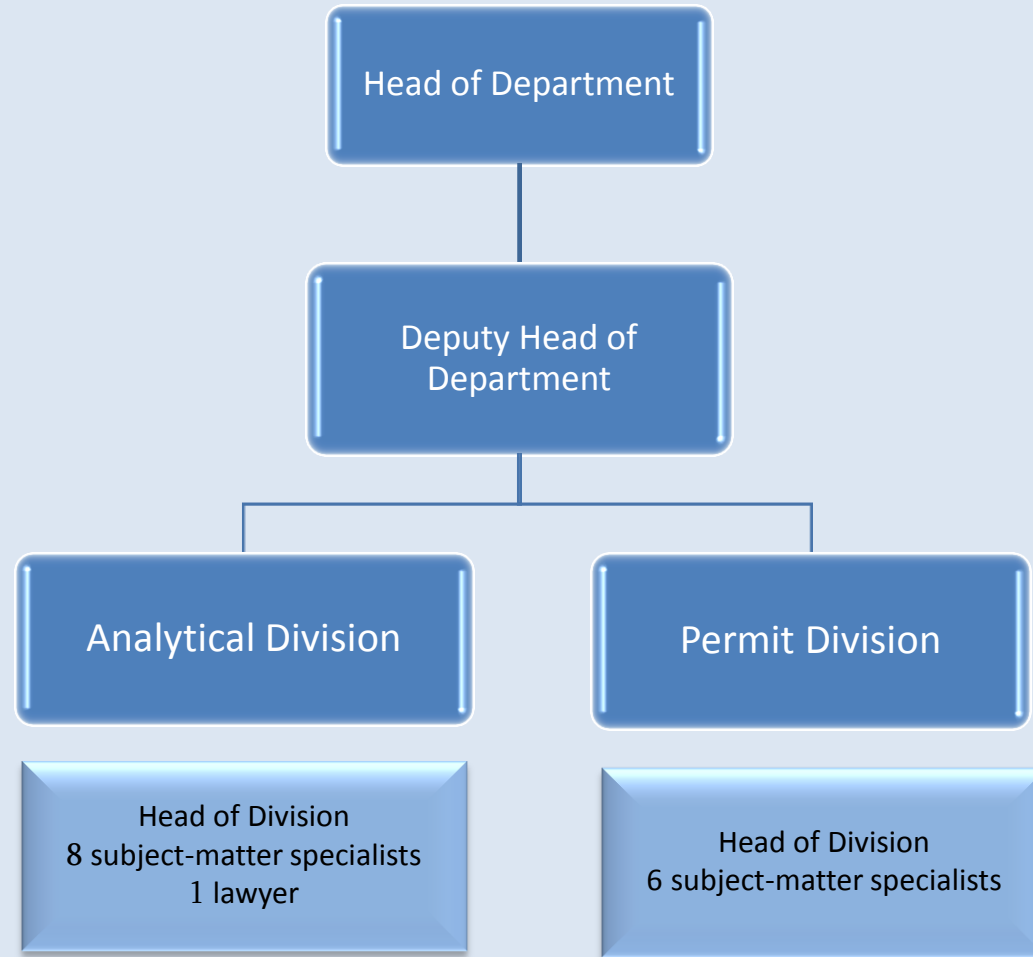 Head of Department
Deputy Head of
Department
Analytical Division
Permit Division
Head of Division
8 subject-matter specialists
1 lawyer
Head of Division
6 subject-matter specialists